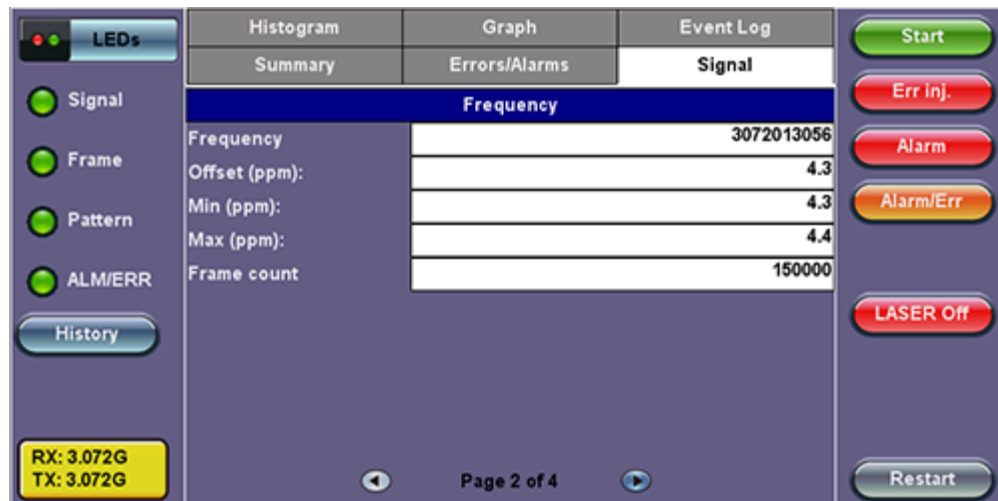 LEDs
Signal
Frame
Pattern
ALM/ERR
History
RX: 3.072G
TX: 3.072G
Histogram Graph Event Log
Summary Errors/Alarms Signal
Frequency
Frequency 3072013056
Offset (ppm): 4.3
Min (ppm): 4.3
Max (ppm): 4.4
Frame count 150000
Page 2 of 4
Start
Err inj.
Alarm
Alarm/Err
LASER Off
Restart